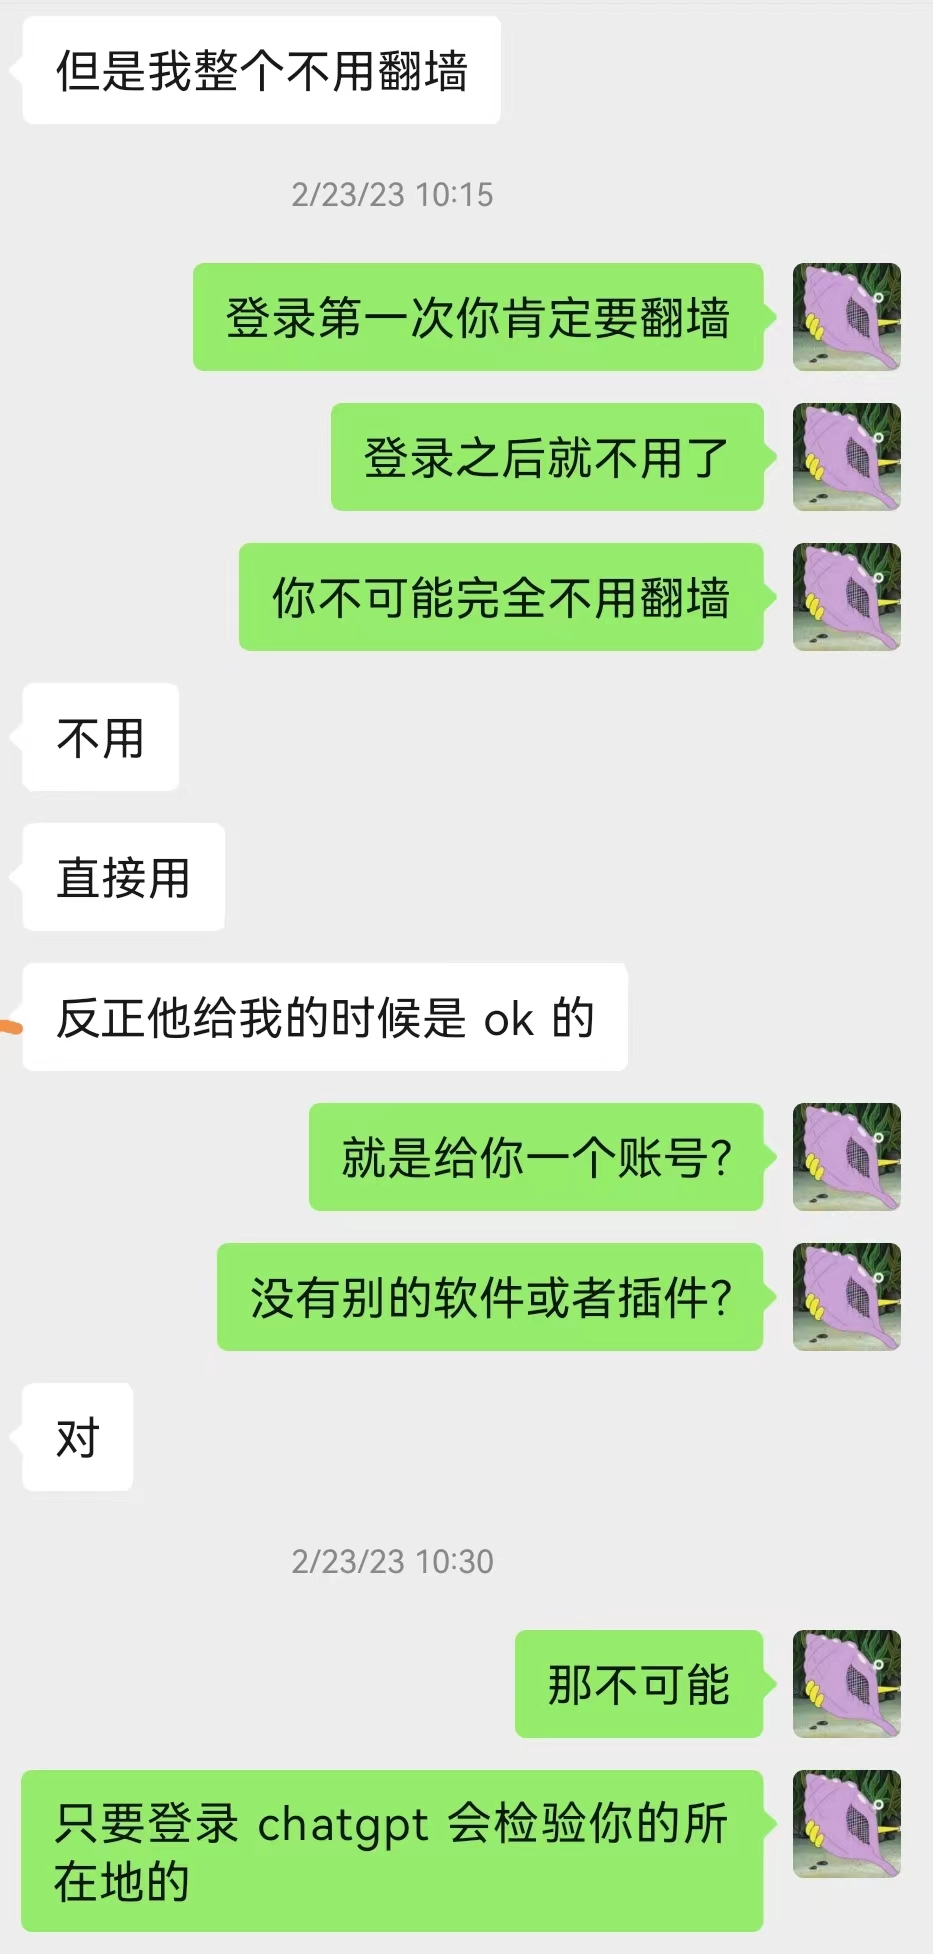 但是我整个不用翻墙
2/23/23 10:15
登录第一次你肯定要翻墙
登录之后就不用了
你不可能完全不用翻墙
不用
直接用
反正他给我的时候是 ok 的
就是给你一个账号?
没有别的软件或者插件?
对
2/23/23 10:30
那不可能
只要登录 chatgpt 会检验你的所
在地的